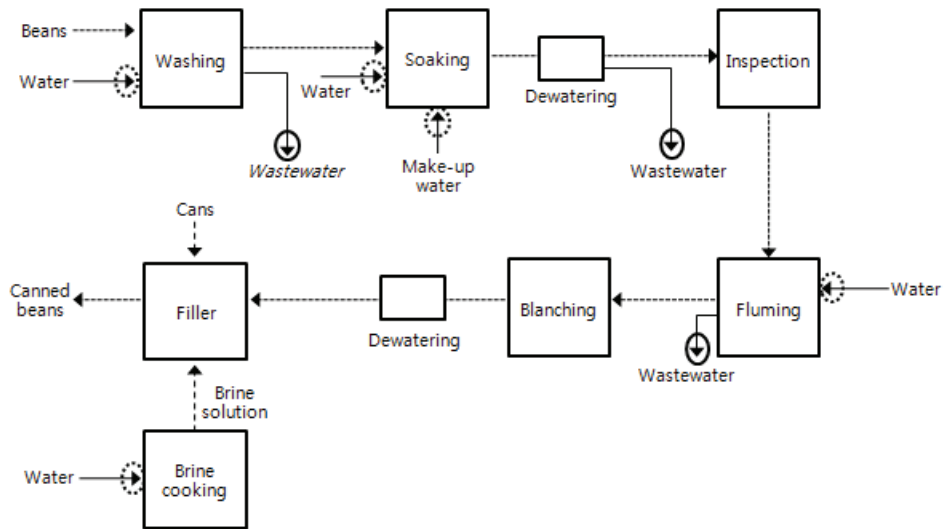 Beans
Water
Washing
Wastewater
Water
Soaking
Make-up
water
Dewatering
Wastewater
Inspection
Cans
Canned
beans
Filler
Dewatering
Blanching
Fluming
Water
Wastewater
Brine
solution
Water
Brine
cooking